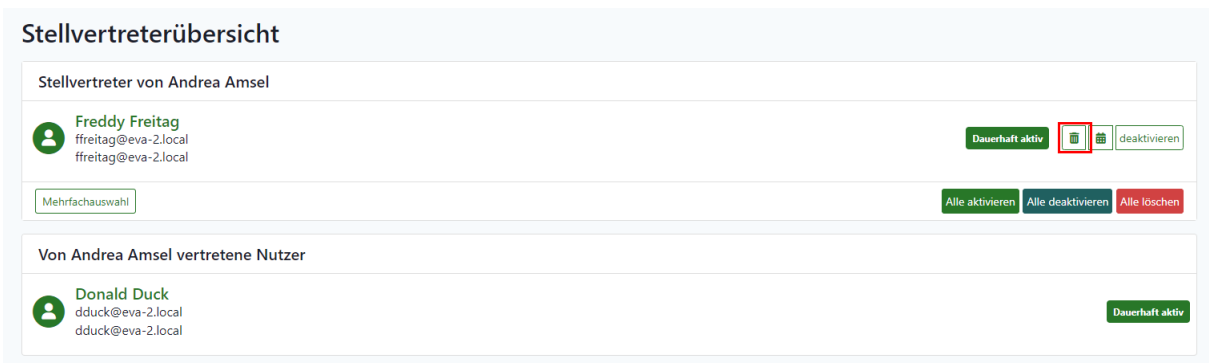 Stellvertreterübersicht
Stellvertreter von Andrea Amsel
Freddy Freitag
ffreitag@eva-2.local
ffreitag@eva-2.local
Dauerhaft aktiv deaktivieren
Mehrfachauswahl Alle aktivieren Alle deaktivieren Alle löschen
Von Andrea Amsel vertretene Nutzer
Donald Duck
dduck@eva-2.local
dduck@eva-2.local
Dauerhaft aktiv